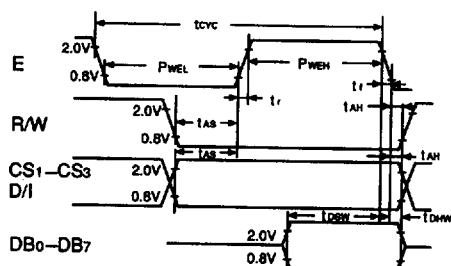 tCYC
2.0V
E
PWEL
PWEH
0.8V
tr
tf
2.0V
tAS
tAH
R/W
0.8V
tAS
tAH
CS1–CS3
2.0V
D/I
0.8V
tDSW
tDHW
2.0V
DB0–DB7
0.8V